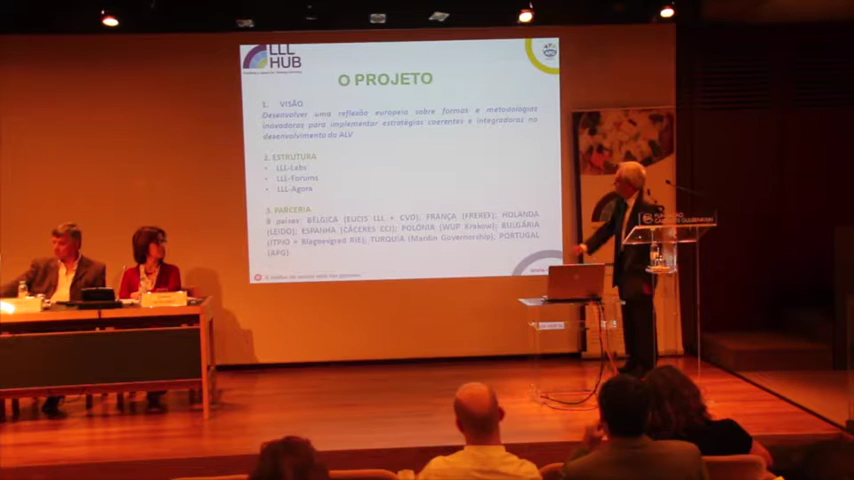 LLL
HUB
O PROJETO
1. VISÃO
Desenvolver uma reflexão europeia sobre formas e metodologias
inovadoras para implementar estratégias coerentes e integradoras no
desenvolvimento da ALV
2. ESTRUTURA
• LLL-Labs
• LLL-Forums
• LLL-Agora
3. PARCERIA
8 países: BÉLGICA (EUCIS LLL + CVO); FRANÇA (FREREF); HOLANDA
(LEIDO); ESPANHA (CÁCERES CCI); POLÓNIA (WUP Krakow); BULGÁRIA
(ITPIO + Blagoevgrad RIE); TURQUIA (Mardin Governorship); PORTUGAL
(APG)
FUNDAÇÃO
CALOUSTE GULBENKIAN